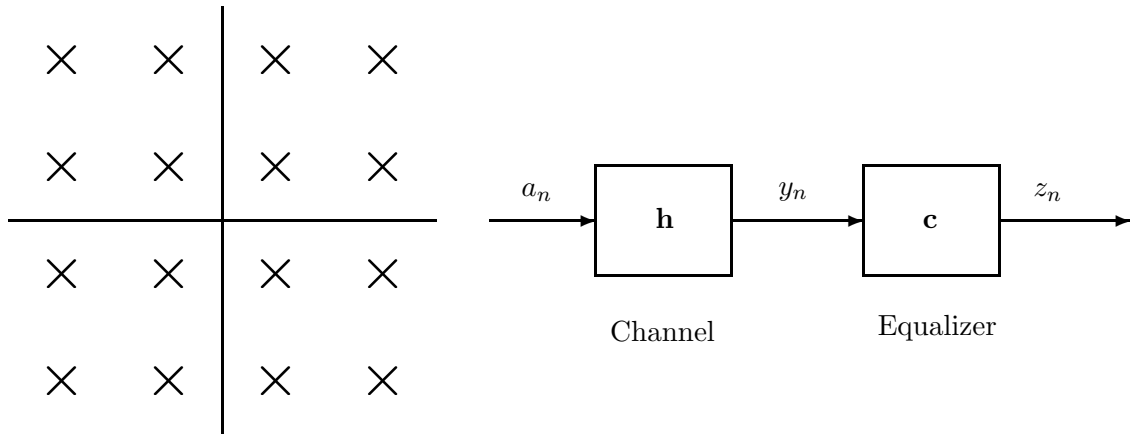 a_n
y_n
z_n
h
c
Channel
Equalizer